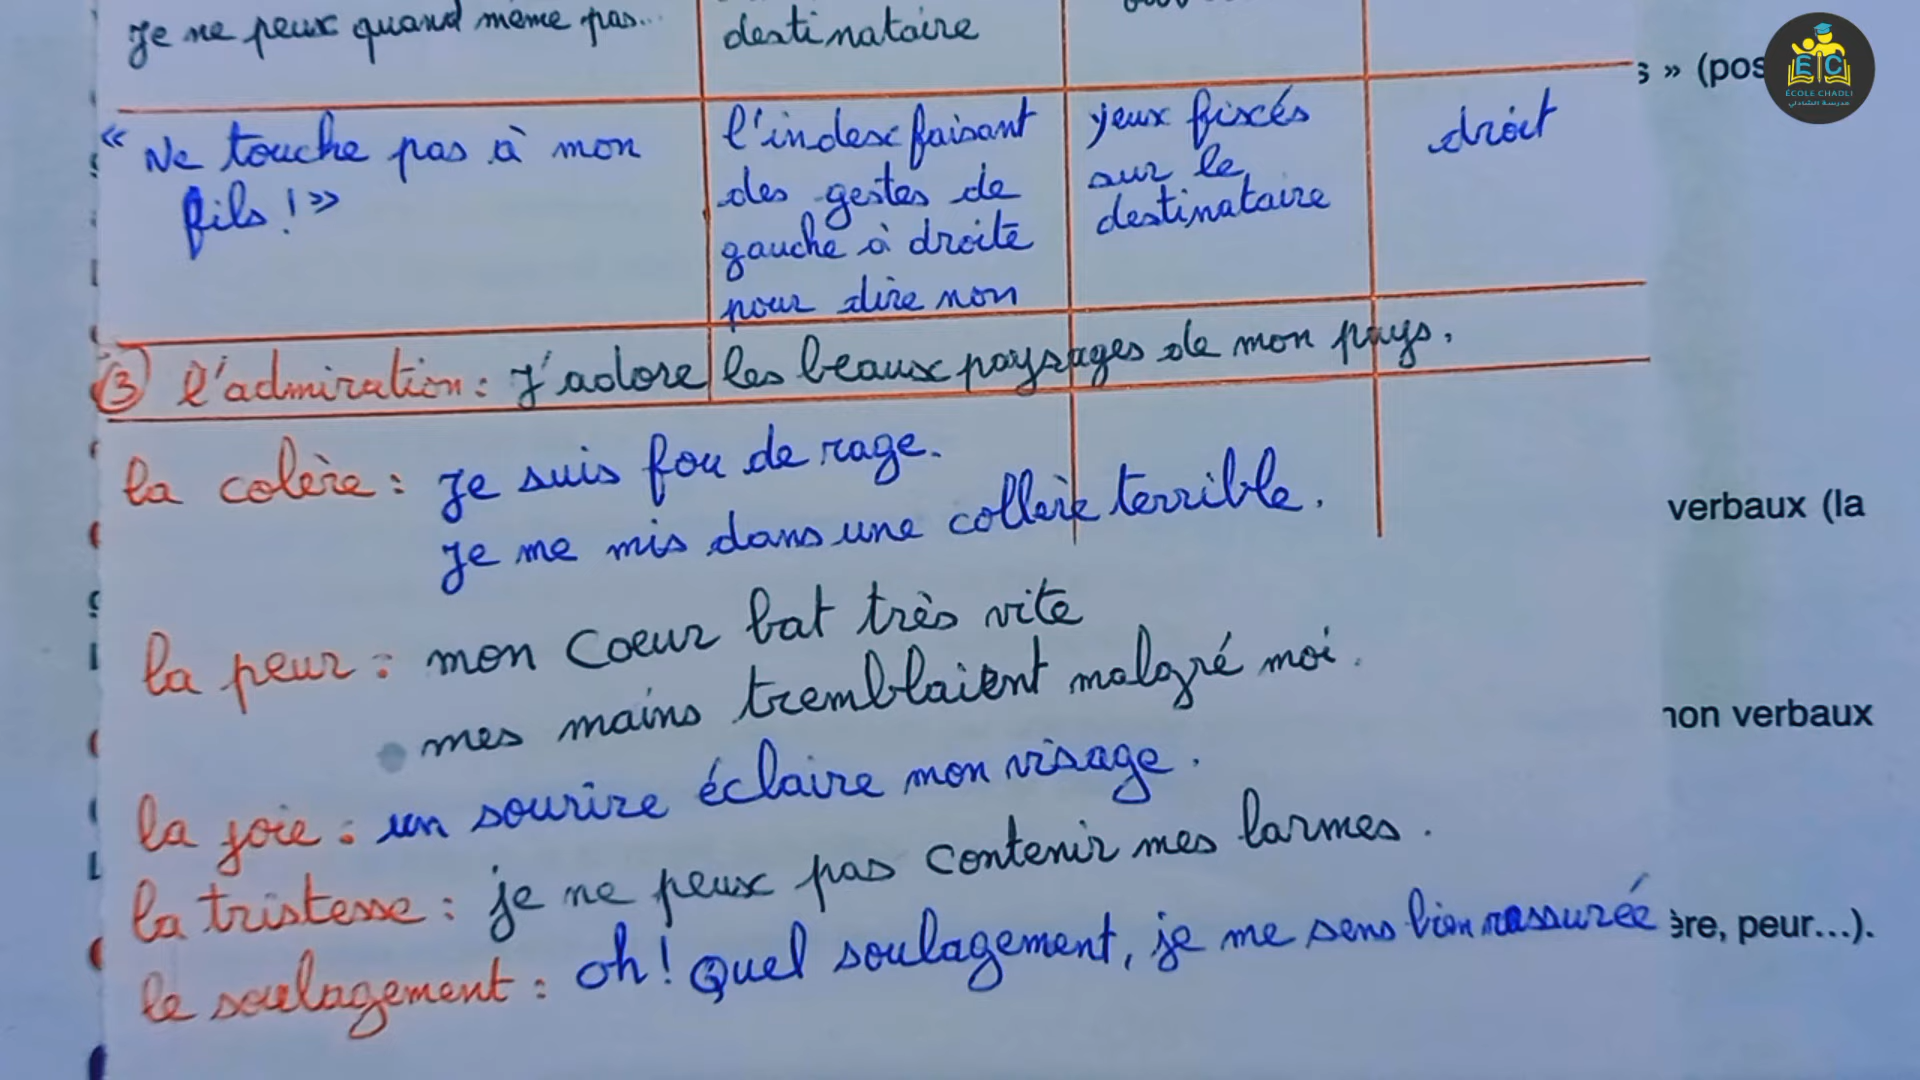 je ne peux quand même pas...
destinataire
s » (pos
ÉCOLE CHADLI
مدرسة الشاذلي
« Ne touche pas à mon
fils ! »
l'index faisant
des gestes de
gauche à droite
pour dire non
yeux fixés
sur le
destinataire
droit
③ l'admiration : J'adore les beaux paysages de mon pays.
la colère : Je suis fou de rage.
Je me mis dans une collère terrible.
verbaux (la
la peur : mon coeur bat très vite
mes mains tremblaient malgré moi.
non verbaux
la joie : un sourire éclaire mon visage.
la tristesse : je ne peux pas contenir mes larmes.
le soulagement : oh ! Quel soulagement, je me sens bien rassurée
ère, peur...).